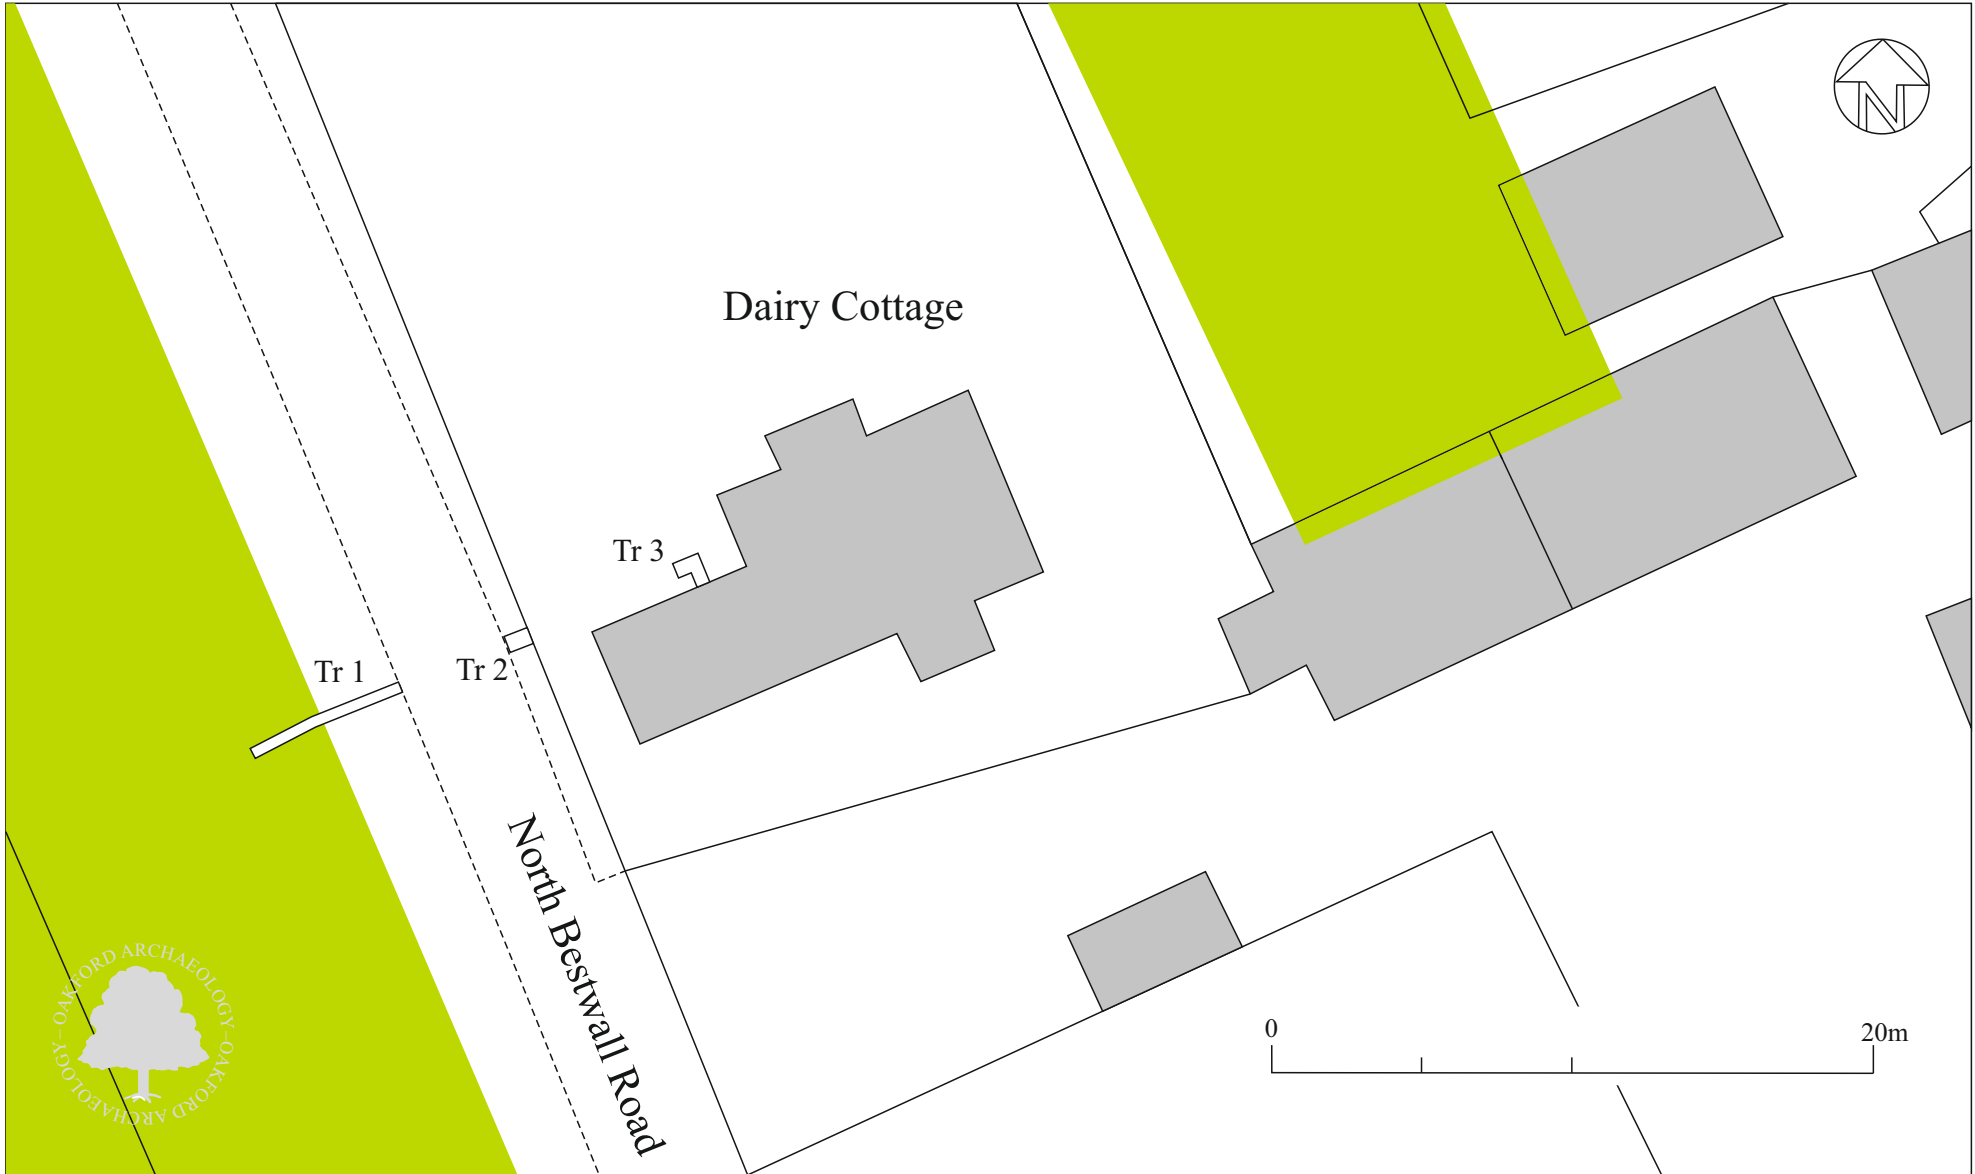 N
Dairy Cottage
Tr 3
Tr 1
Tr 2
North Bestwall Road
OAKFORD ARCHAEOLOGY – OAKFORD ARCHAEOLOGY –
0
20m